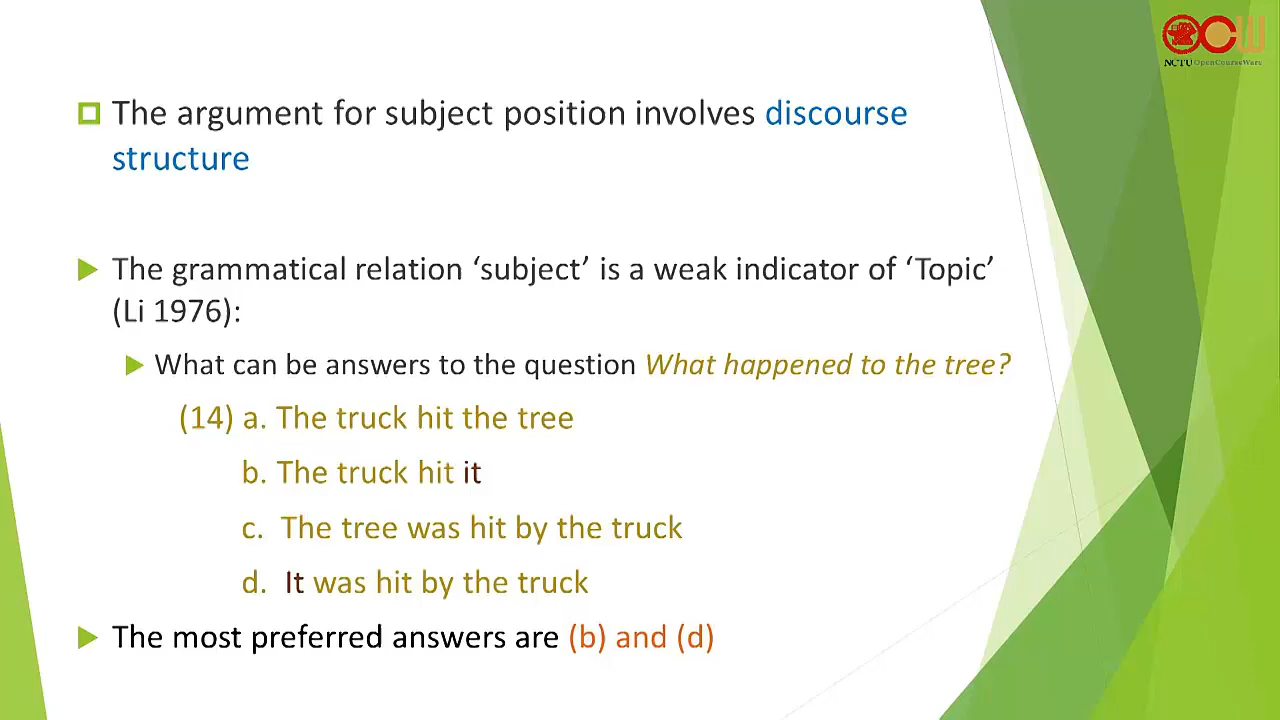 OCW
NCTU OpenCourseWare
The argument for subject position involves discourse
structure
The grammatical relation ‘subject’ is a weak indicator of ‘Topic’
(Li 1976):
What can be answers to the question What happened to the tree?
(14) a. The truck hit the tree
b. The truck hit it
c. The tree was hit by the truck
d. It was hit by the truck
The most preferred answers are (b) and (d)